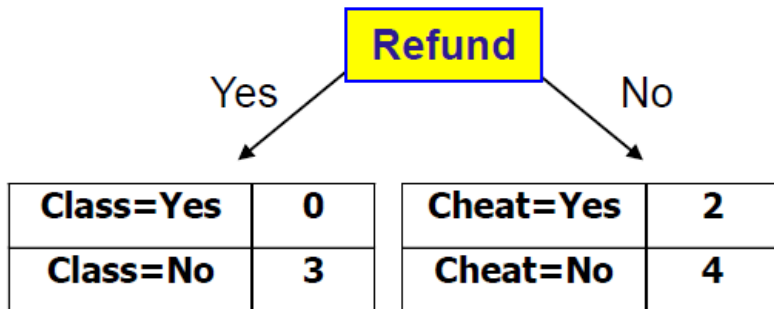 Refund
Yes No
Class=Yes 0 Cheat=Yes 2
Class=No 3 Cheat=No 4